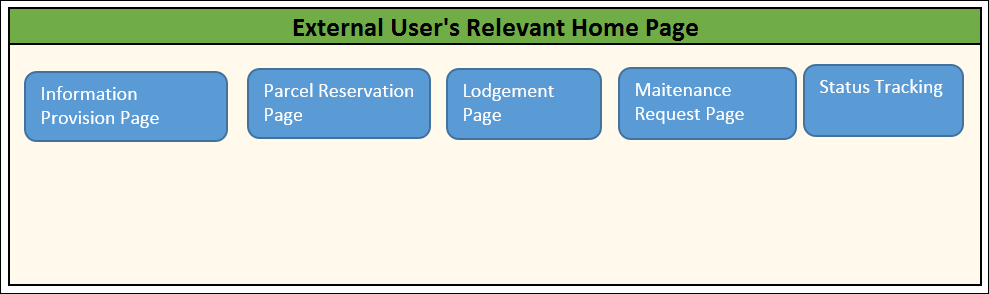 External User's Relevant Home Page
Information
Provision Page
Parcel Reservation
Page
Lodgement
Page
Maitenance
Request Page
Status Tracking